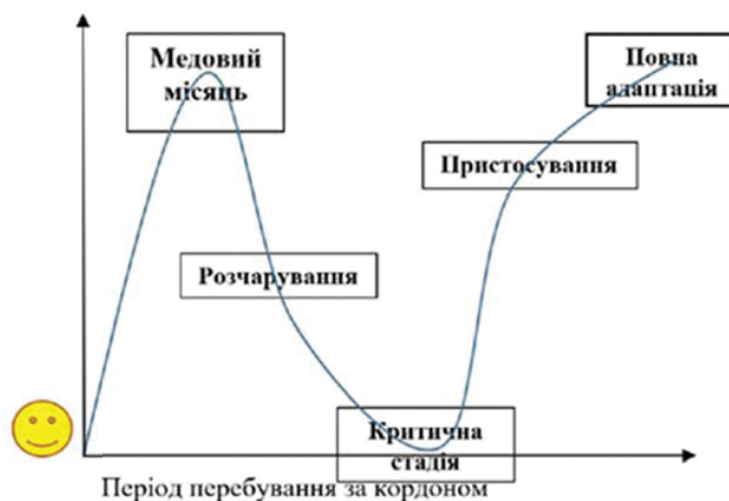 Медовий
місяць
Повна
адаптація
Пристосування
Розчарування
Критична
стадія
Період перебування за кордоном